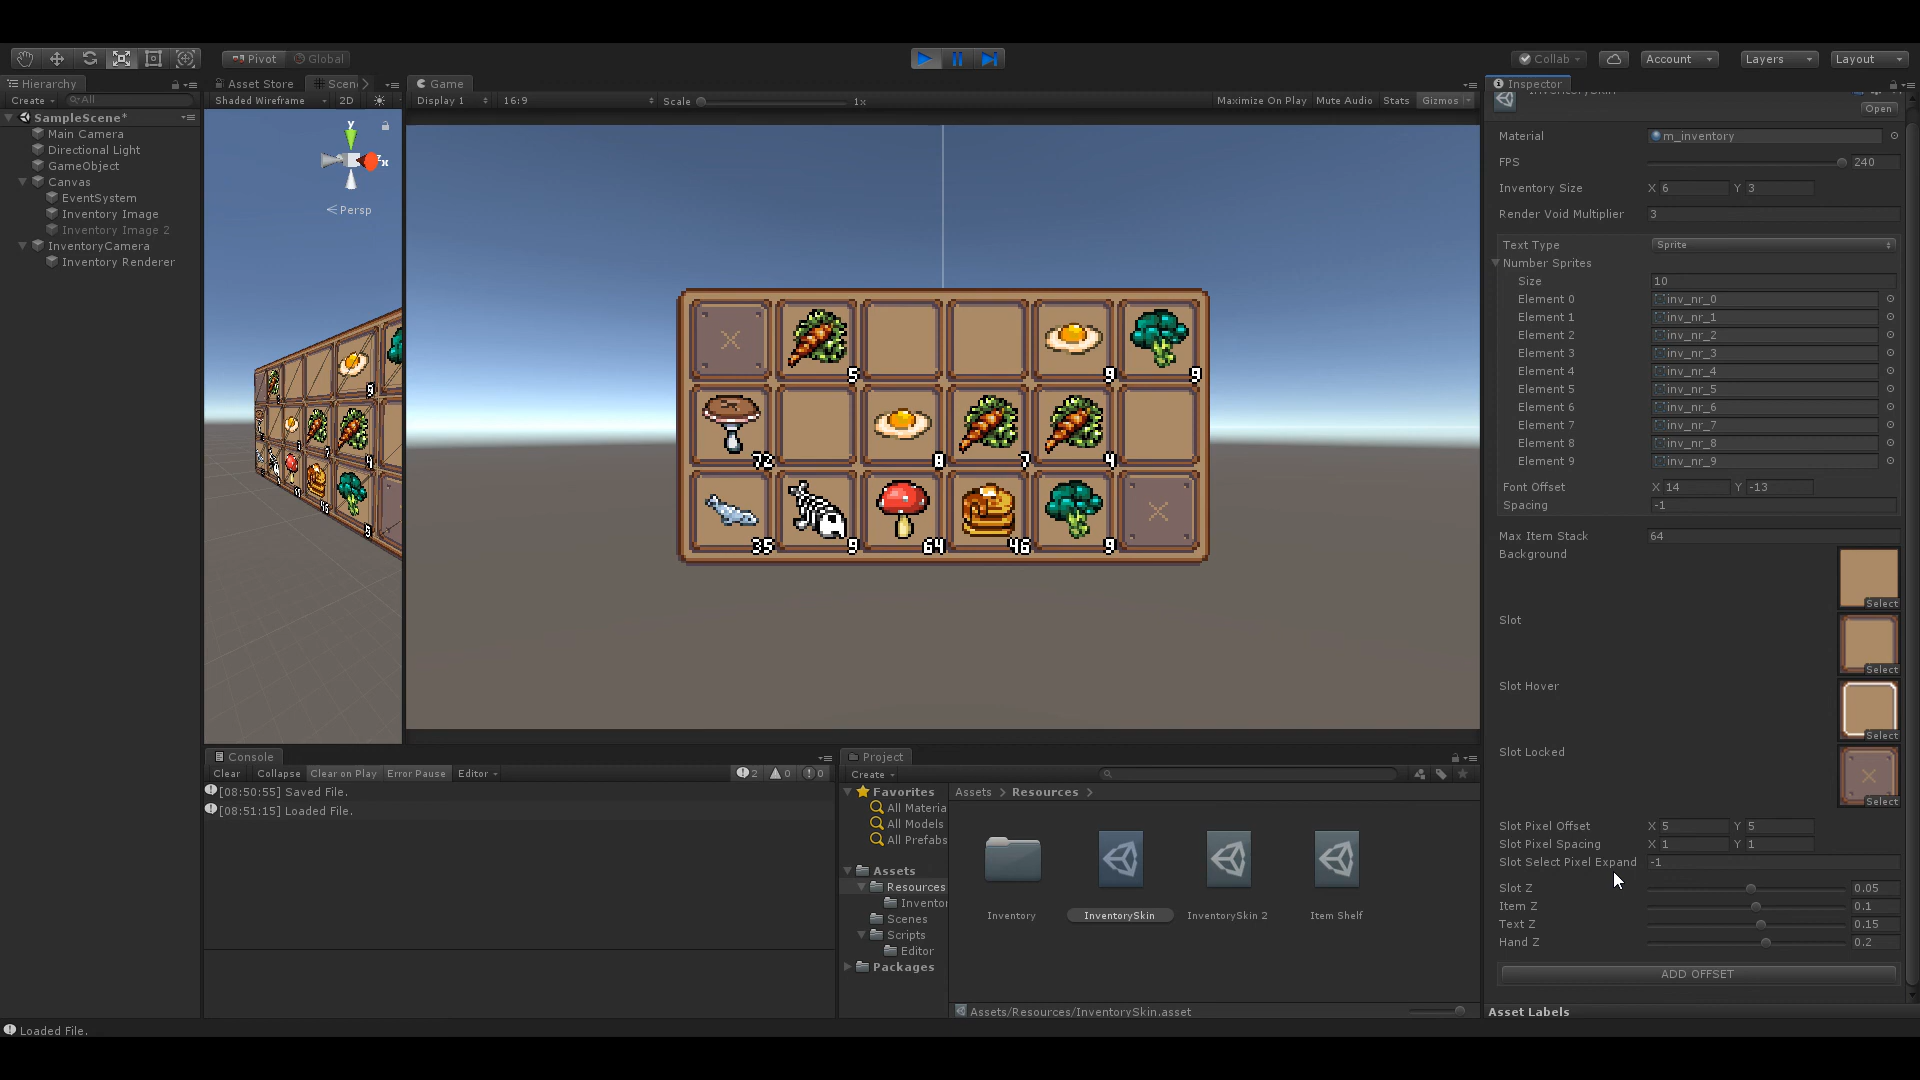 Pivot Global Collab Account Layers Layout
Hierarchy Asset Store Scen Game Inspector
Create All Shaded Wireframe 2D Display 1 16:9 Scale 1x Maximize On Play Mute Audio Stats Gizmos
Open
SampleScene*
Main Camera
Directional Light
GameObject
Canvas
EventSystem
Inventory Image
Inventory Image 2
InventoryCamera
Inventory Renderer
y
x
Persp
5 9 9
8 7 4
35 9 64 46 9
Material m_inventory
FPS 240
Inventory Size X 6 Y 3
Render Void Multiplier 3
Text Type Sprite
Number Sprites
Size 10
Element 0 inv_nr_0
Element 1 inv_nr_1
Element 2 inv_nr_2
Element 3 inv_nr_3
Element 4 inv_nr_4
Element 5 inv_nr_5
Element 6 inv_nr_6
Element 7 inv_nr_7
Element 8 inv_nr_8
Element 9 inv_nr_9
Font Offset X 14 Y -13
Spacing -1
Max Item Stack 64
Background
Select
Slot
Select
Slot Hover
Select
Slot Locked
Select
Slot Pixel Offset X 5 Y 5
Slot Pixel Spacing X 1 Y 1
Slot Select Pixel Expand -1
Slot Z 0.05
Item Z 0.1
Text Z 0.15
Hand Z 0.2
ADD OFFSET
Asset Labels
Console
Clear Collapse Clear on Play Error Pause Editor 2 0 0
[08:50:55] Saved File.
[08:51:15] Loaded File.
Project
Create
Favorites
All Materia
All Models
All Prefabs
Assets
Resources
Inventor
Scenes
Scripts
Editor
Packages
Assets > Resources >
Inventory InventorySkin InventorySkin 2 Item Shelf
Assets/Resources/InventorySkin.asset
Loaded File.